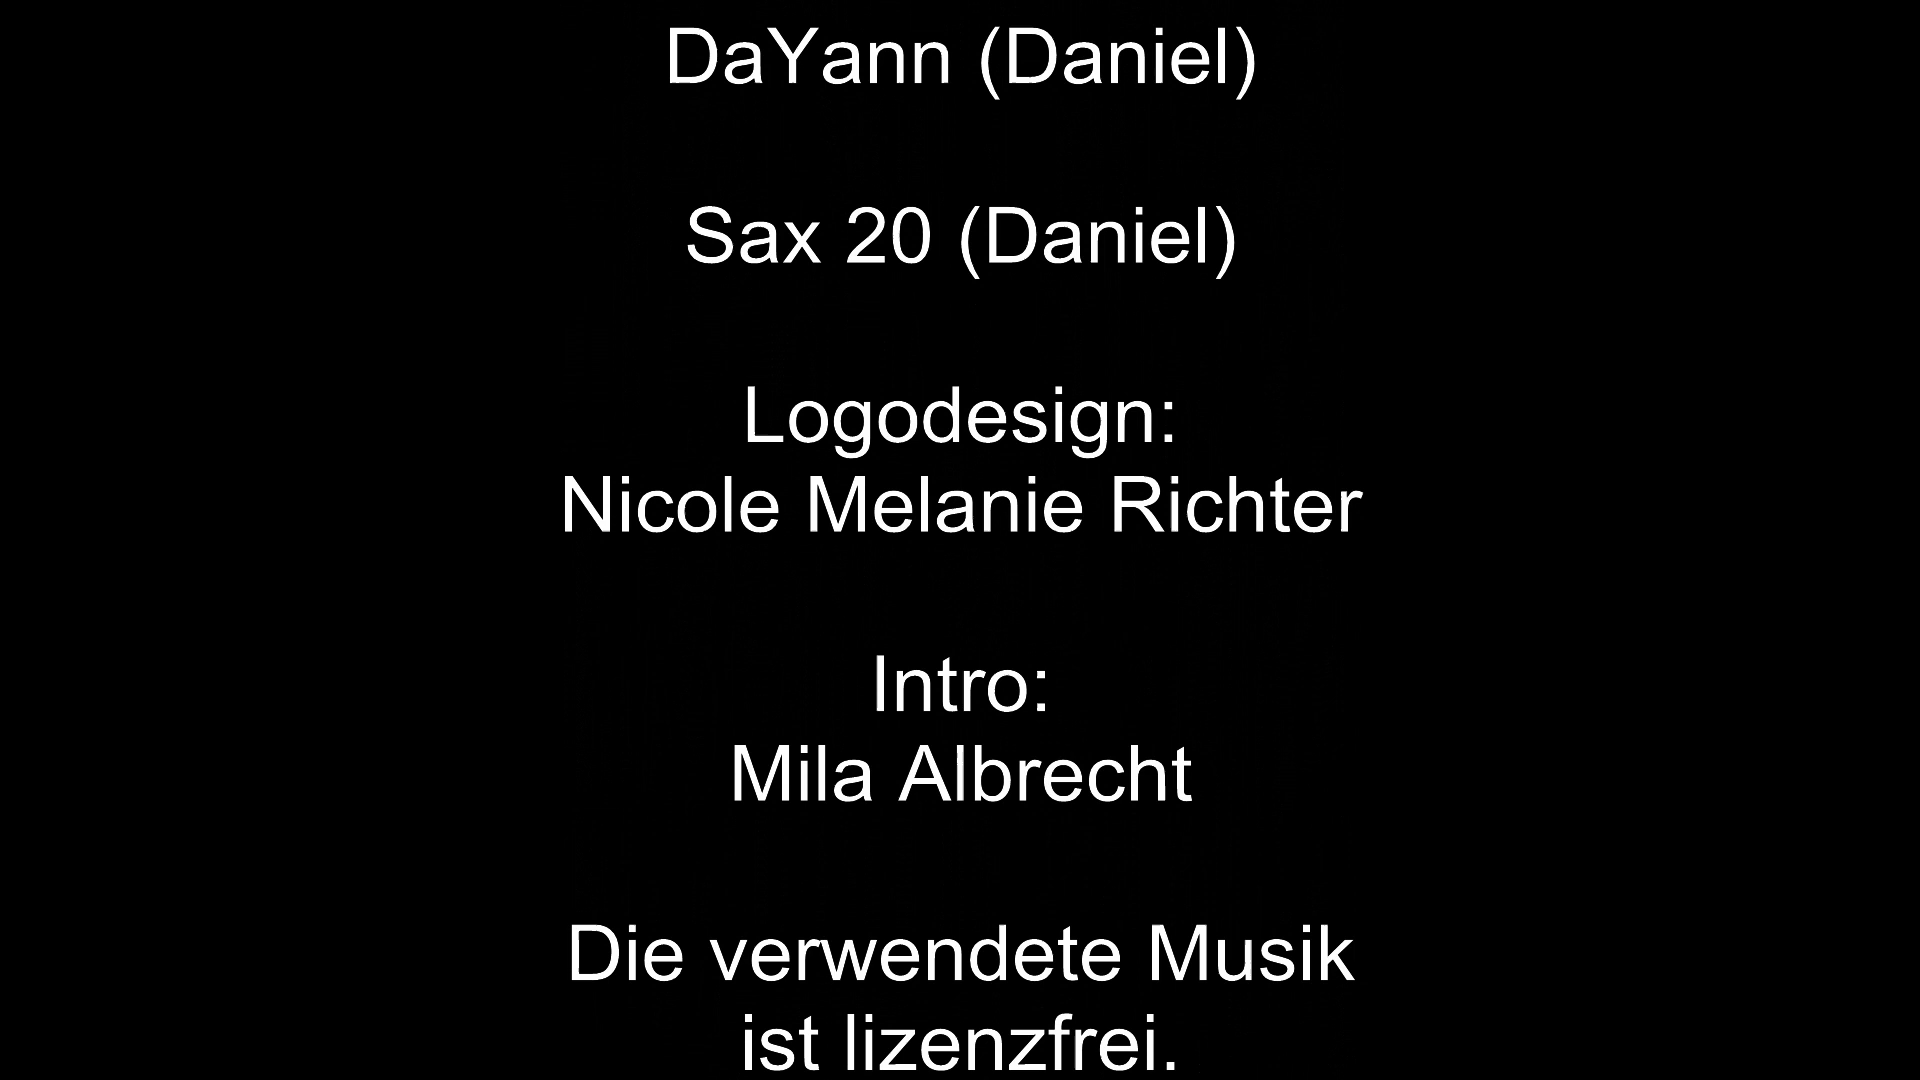 DaYann (Daniel)
Sax 20 (Daniel)
Logodesign:
Nicole Melanie Richter
Intro:
Mila Albrecht
Die verwendete Musik
ist lizenzfrei.